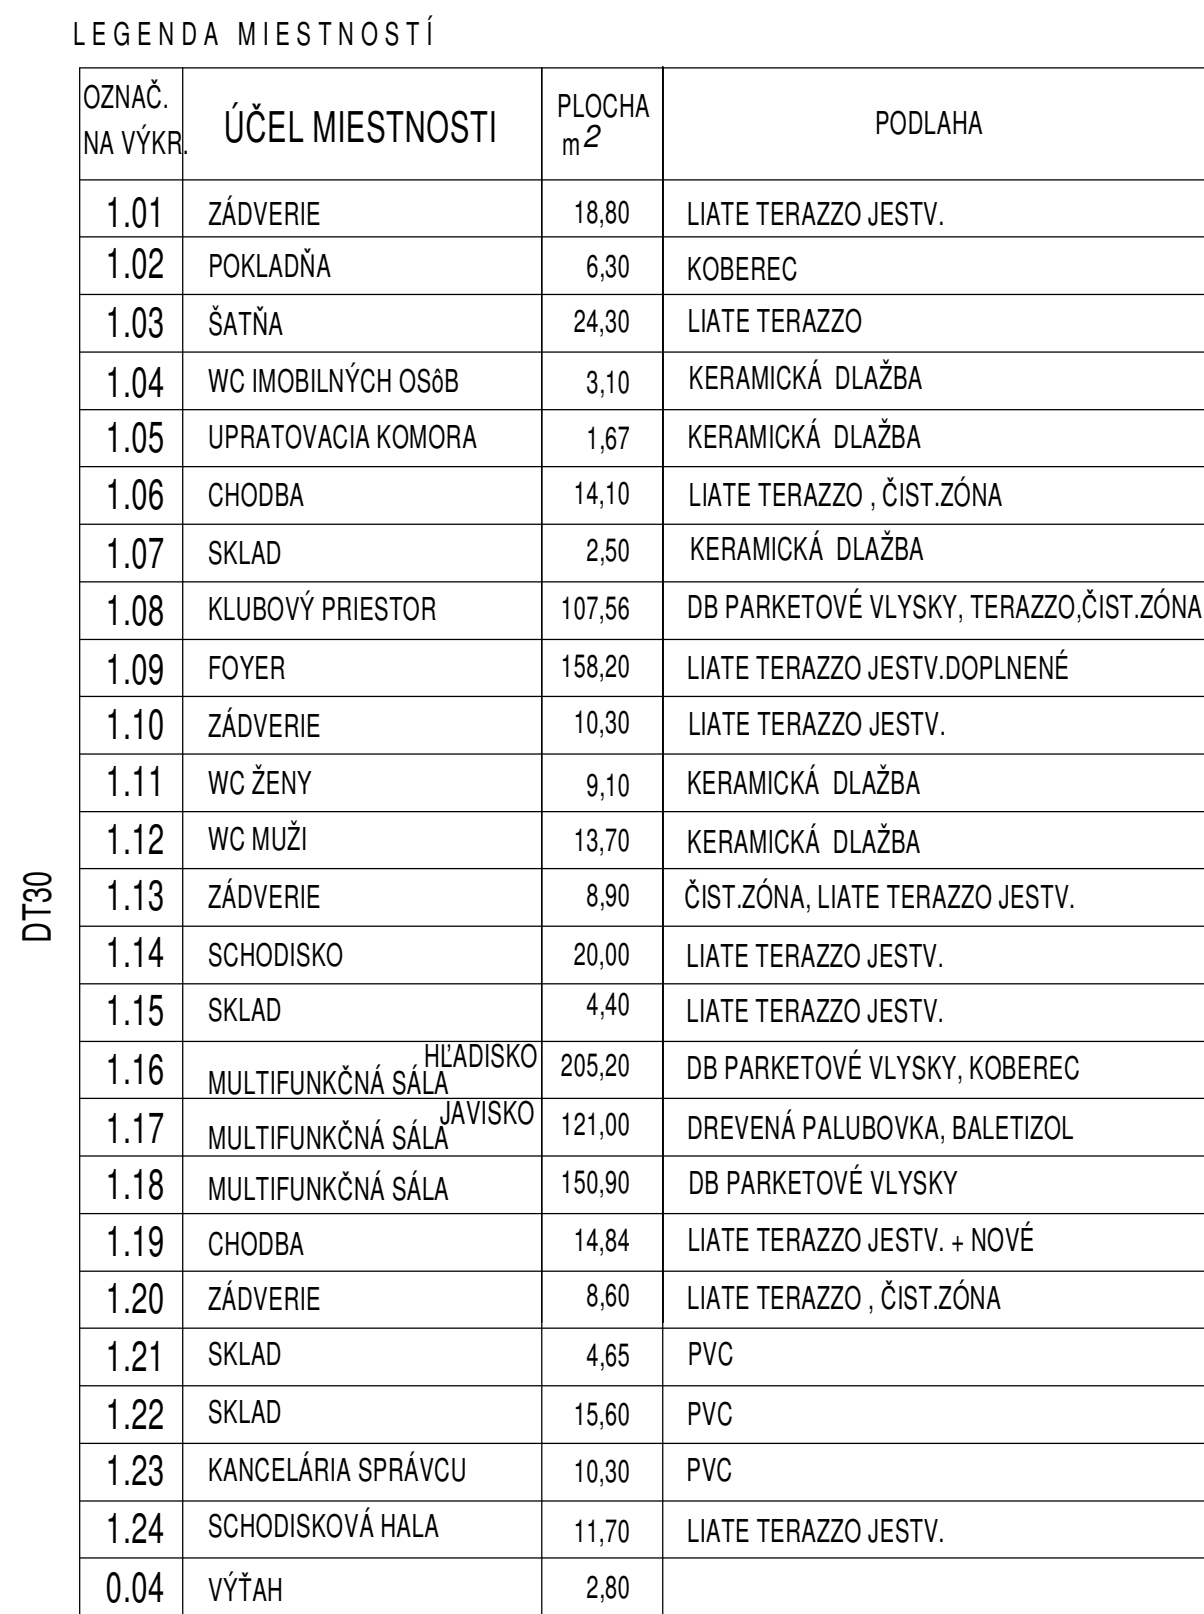 LEGENDA MIESTNOSTÍ
OZNAČ. NA VÝKR. ÚČEL MIESTNOSTI PLOCHA m2 PODLAHA
1.01 ZÁDVERIE 18,80 LIATE TERAZZO JESTV.
1.02 POKLADŇA 6,30 KOBEREC
1.03 ŠATŇA 24,30 LIATE TERAZZO
1.04 WC IMOBILNÝCH OSôB 3,10 KERAMICKÁ DLAŽBA
1.05 UPRATOVACIA KOMORA 1,67 KERAMICKÁ DLAŽBA
1.06 CHODBA 14,10 LIATE TERAZZO , ČIST.ZÓNA
1.07 SKLAD 2,50 KERAMICKÁ DLAŽBA
1.08 KLUBOVÝ PRIESTOR 107,56 DB PARKETOVÉ VLYSKY, TERAZZO,ČIST.ZÓNA
1.09 FOYER 158,20 LIATE TERAZZO JESTV.DOPLNENÉ
1.10 ZÁDVERIE 10,30 LIATE TERAZZO JESTV.
1.11 WC ŽENY 9,10 KERAMICKÁ DLAŽBA
1.12 WC MUŽI 13,70 KERAMICKÁ DLAŽBA
1.13 ZÁDVERIE 8,90 ČIST.ZÓNA, LIATE TERAZZO JESTV.
1.14 SCHODISKO 20,00 LIATE TERAZZO JESTV.
1.15 SKLAD 4,40 LIATE TERAZZO JESTV.
1.16 MULTIFUNKČNÁ SÁLA HĽADISKO 205,20 DB PARKETOVÉ VLYSKY, KOBEREC
1.17 MULTIFUNKČNÁ SÁLA JAVISKO 121,00 DREVENÁ PALUBOVKA, BALETIZOL
1.18 MULTIFUNKČNÁ SÁLA 150,90 DB PARKETOVÉ VLYSKY
1.19 CHODBA 14,84 LIATE TERAZZO JESTV. + NOVÉ
1.20 ZÁDVERIE 8,60 LIATE TERAZZO , ČIST.ZÓNA
1.21 SKLAD 4,65 PVC
1.22 SKLAD 15,60 PVC
1.23 KANCELÁRIA SPRÁVCU 10,30 PVC
1.24 SCHODISKOVÁ HALA 11,70 LIATE TERAZZO JESTV.
0.04 VÝŤAH 2,80
DT30